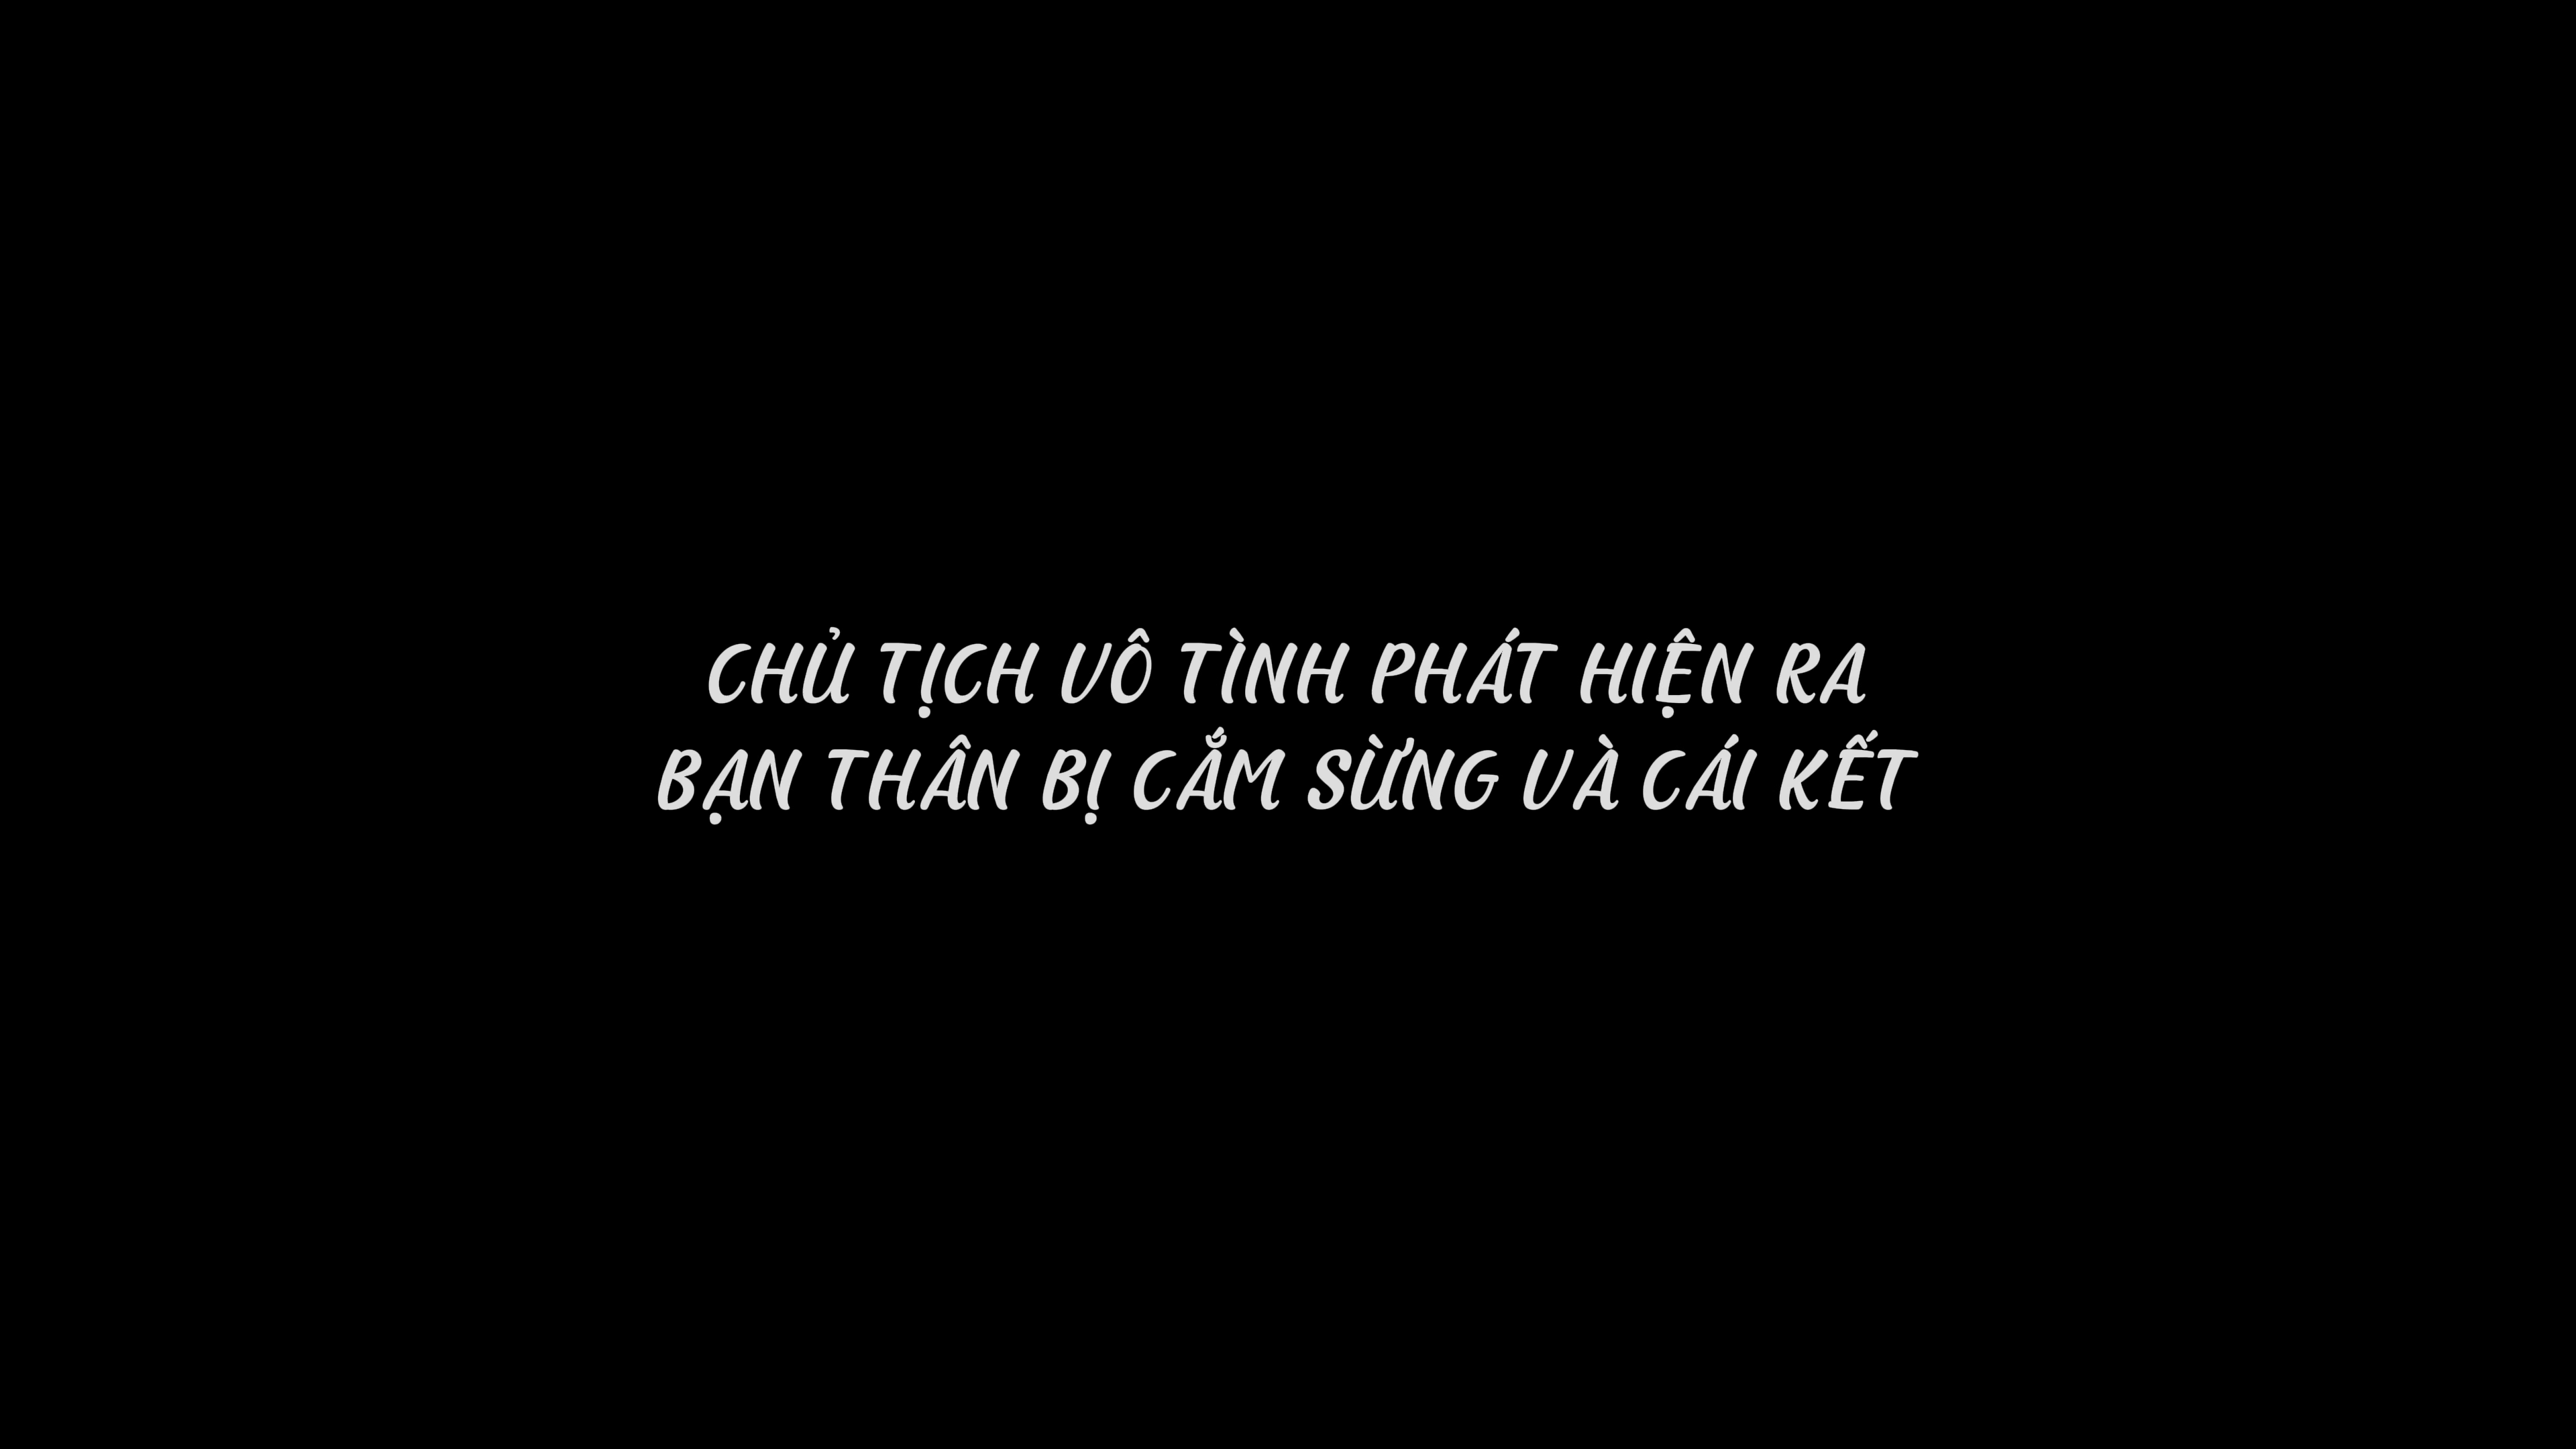 CHỦ TỊCH VÔ TÌNH PHÁT HIỆN RA
BẠN THÂN BỊ CẮM SỪNG VÀ CÁI KẾT